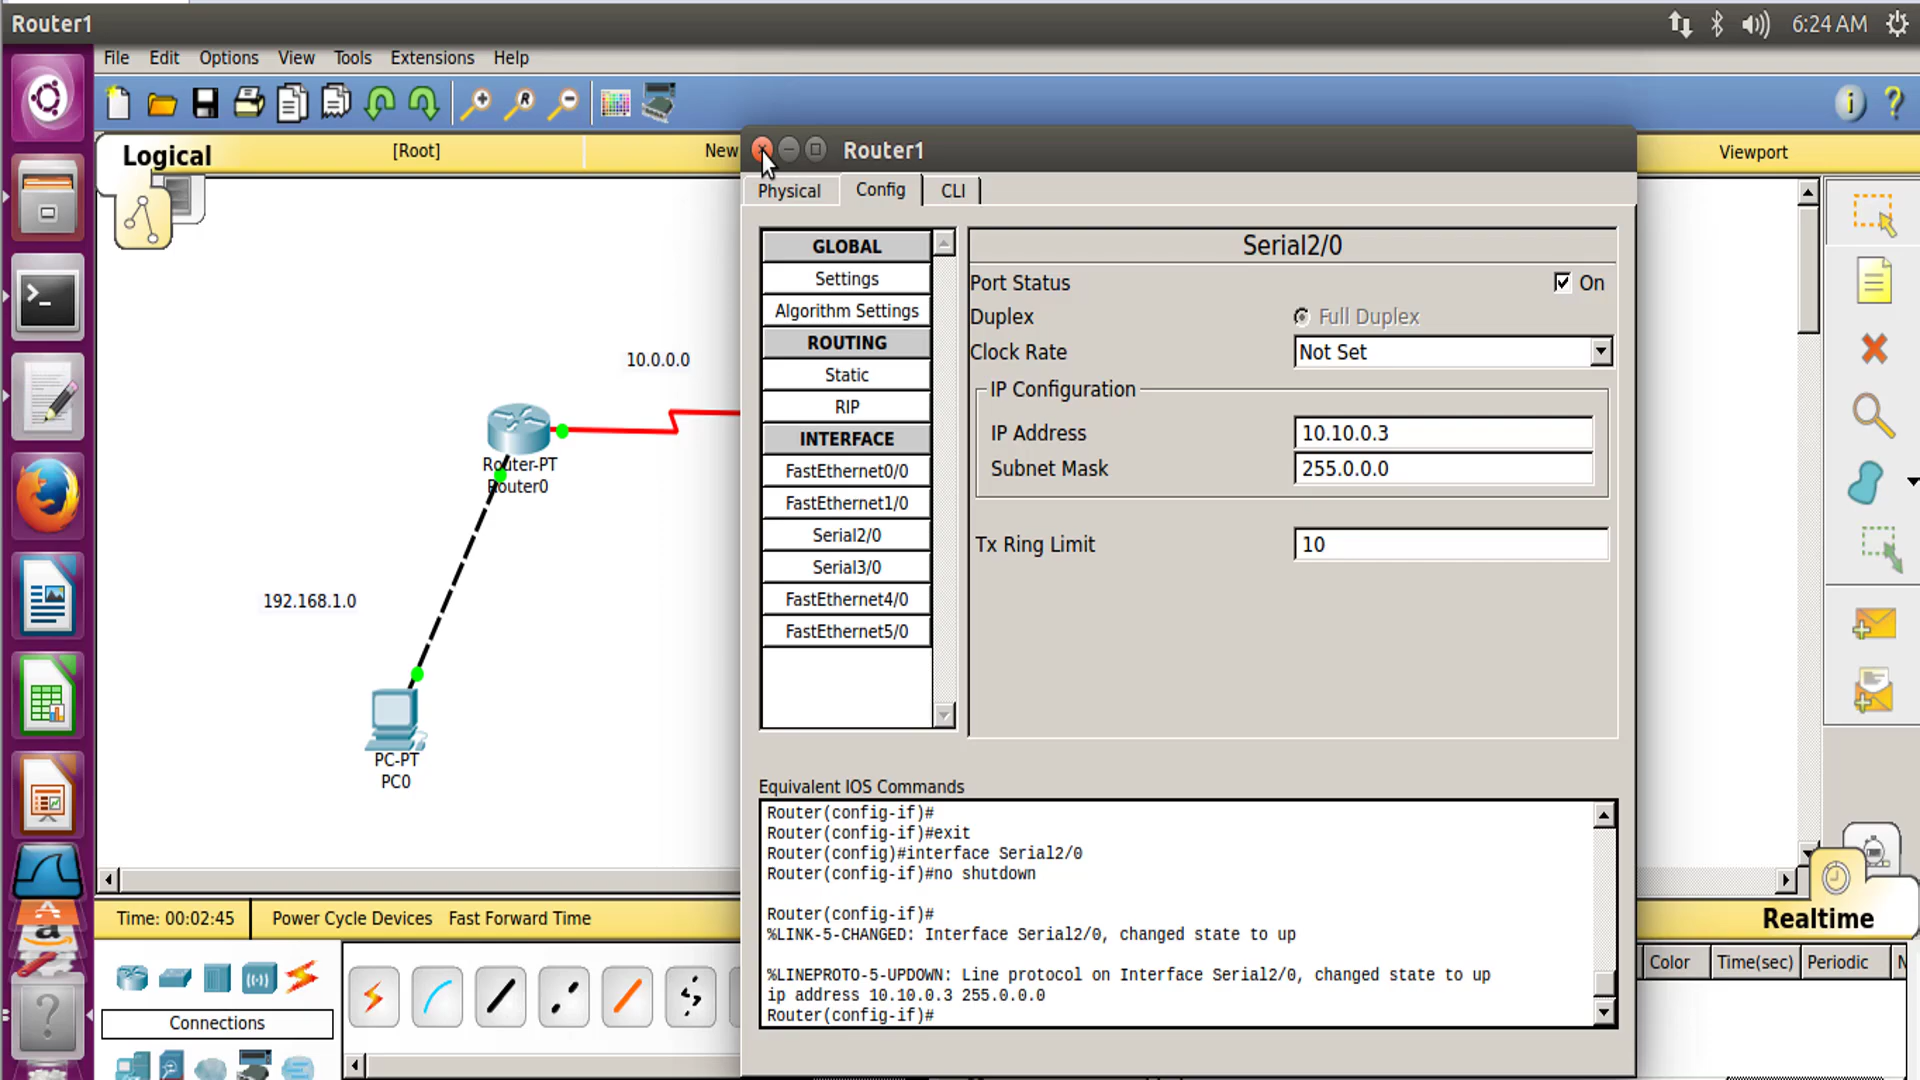 Router1
6:24 AM
File Edit Options View Tools Extensions Help
Logical
[Root]
New
Viewport
Router1
Physical Config CLI
GLOBAL
Settings
Algorithm Settings
ROUTING
Static
RIP
INTERFACE
FastEthernet0/0
FastEthernet1/0
Serial2/0
Serial3/0
FastEthernet4/0
FastEthernet5/0
Serial2/0
Port Status On
Duplex Full Duplex
Clock Rate Not Set
IP Configuration
IP Address 10.10.0.3
Subnet Mask 255.0.0.0
Tx Ring Limit 10
10.0.0.0
Router-PT
Router0
192.168.1.0
PC-PT
PC0
Equivalent IOS Commands
Router(config-if)#
Router(config-if)#exit
Router(config)#interface Serial2/0
Router(config-if)#no shutdown
Router(config-if)#
%LINK-5-CHANGED: Interface Serial2/0, changed state to up
%LINEPROTO-5-UPDOWN: Line protocol on Interface Serial2/0, changed state to up
ip address 10.10.0.3 255.0.0.0
Router(config-if)#
Time: 00:02:45 Power Cycle Devices Fast Forward Time
Realtime
Connections
Color Time(sec) Periodic N